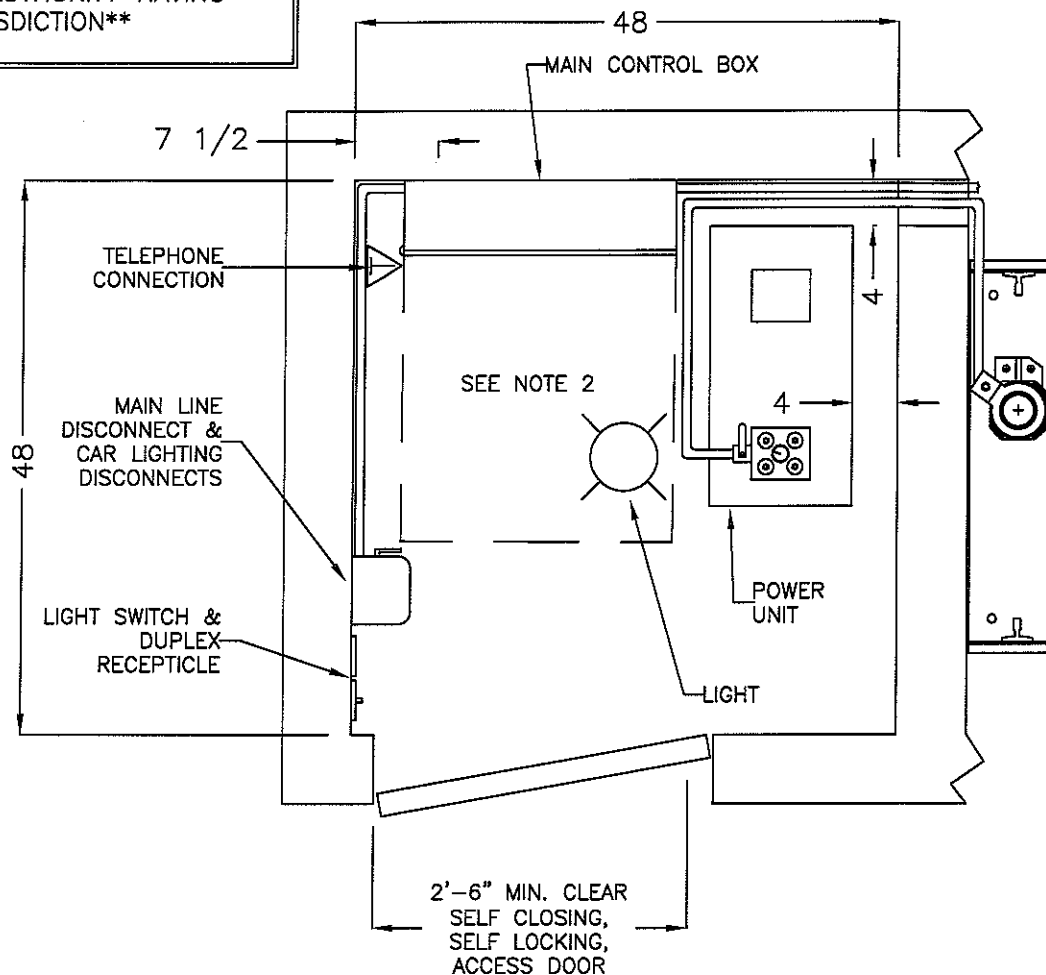 SDICTION**
48
MAIN CONTROL BOX
7 1/2
TELEPHONE
CONNECTION
4
SEE NOTE 2
4
MAIN LINE
DISCONNECT &
CAR LIGHTING
DISCONNECTS
48
POWER
UNIT
LIGHT SWITCH &
DUPLEX
RECEPTICLE
LIGHT
2'-6" MIN. CLEAR
SELF CLOSING,
SELF LOCKING,
ACCESS DOOR